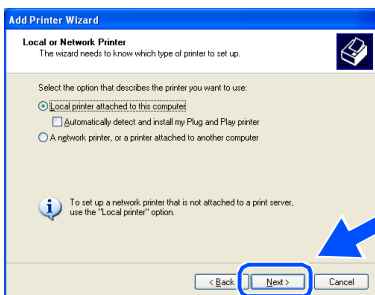 Add Printer Wizard
Local or Network Printer
The wizard needs to know which type of printer to set up.
Select the option that describes the printer you want to use:
Local printer attached to this computer
Automatically detect and install my Plug and Play printer
A network printer, or a printer attached to another computer
To set up a network printer that is not attached to a print server,
use the "Local printer" option.
< Back
Next >
Cancel